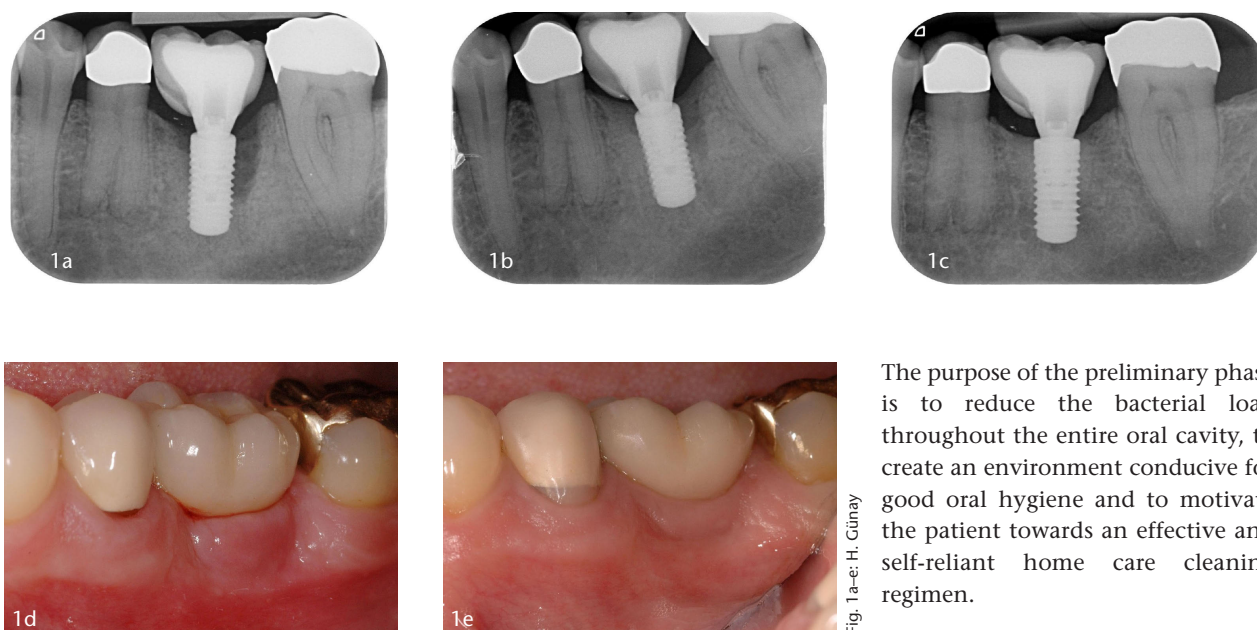 1a
1b
1c
1d
1e
Fig. 1a–e: H. Günay
The purpose of the preliminary phas
is to reduce the bacterial loa
throughout the entire oral cavity, t
create an environment conducive fo
good oral hygiene and to motivat
the patient towards an effective an
self-reliant home care cleanin
regimen.